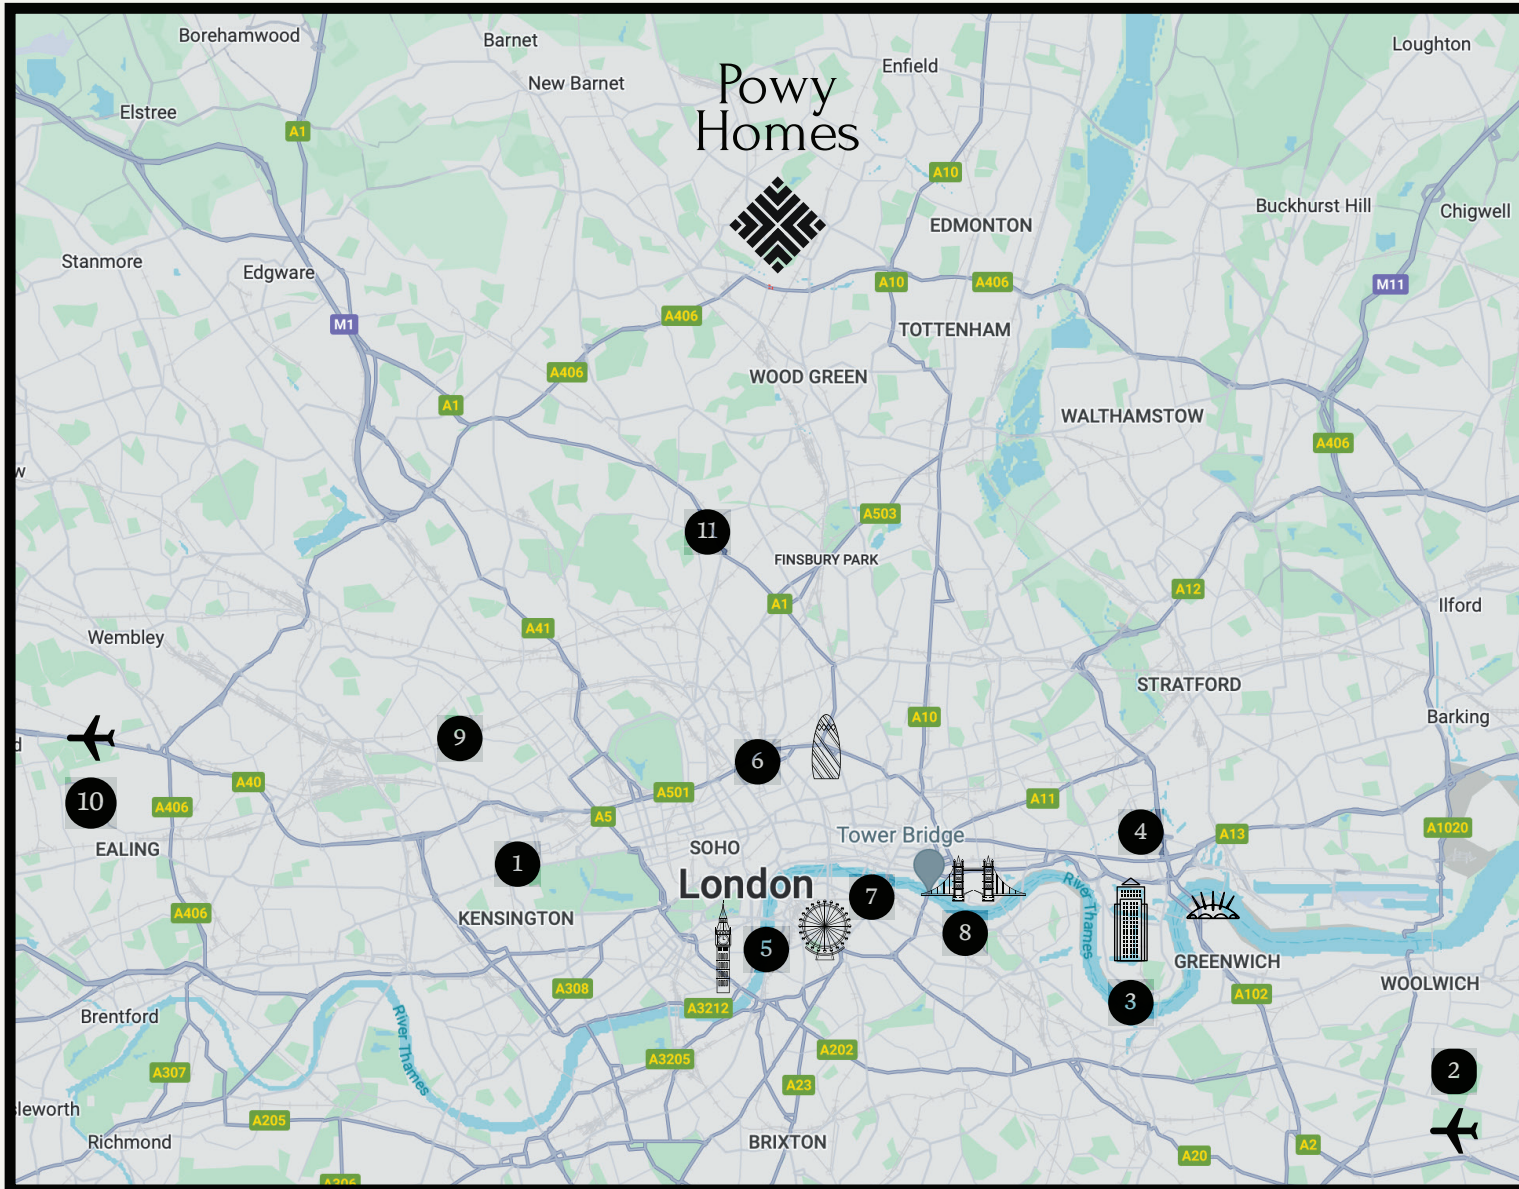 Borehamwood
Barnet
Loughton
Enfield
New Barnet
Powy
Homes
Elstree
A1
A10
Buckhurst Hill
Chigwell
EDMONTON
Stanmore
Edgware
A10
A406
M11
A406
M1
TOTTENHAM
A406
WOOD GREEN
A1
WALTHAMSTOW
A406
w
A503
11
FINSBURY PARK
A12
A1
Ilford
A41
Wembley
STRATFORD
A10
Barking
9
d
6
A40
A501
A11
10
A406
A5
A1020
4
A13
Tower Bridge
SOHO
EALING
1
London
7
River Thames
A406
KENSINGTON
8
5
GREENWICH
WOOLWICH
A308
A102
3
A3212
Brentford
River Thames
A202
A3205
A307
2
A23
sleworth
A205
Richmond
BRIXTON
A2
A20
A306